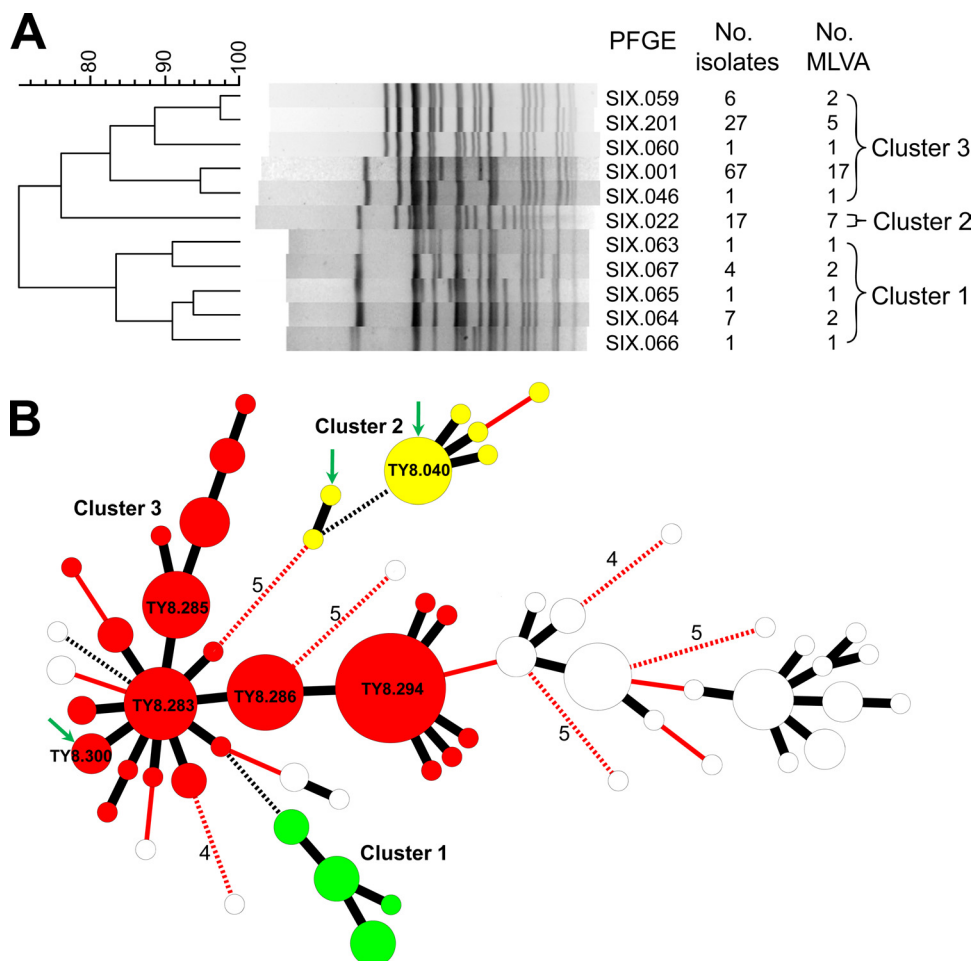 A
80
90
100
PFGE
No. isolates
No. MLVA
SIX.059 6 2
SIX.201 27 5
SIX.060 1 1
SIX.001 67 17
SIX.046 1 1
Cluster 3
SIX.022 17 7
Cluster 2
SIX.063 1 1
SIX.067 4 2
SIX.065 1 1
SIX.064 7 2
SIX.066 1 1
Cluster 1
B
Cluster 2
TY8.040
Cluster 3
4
5
5
TY8.285
5
TY8.283
TY8.286
TY8.294
TY8.300
5
4
Cluster 1